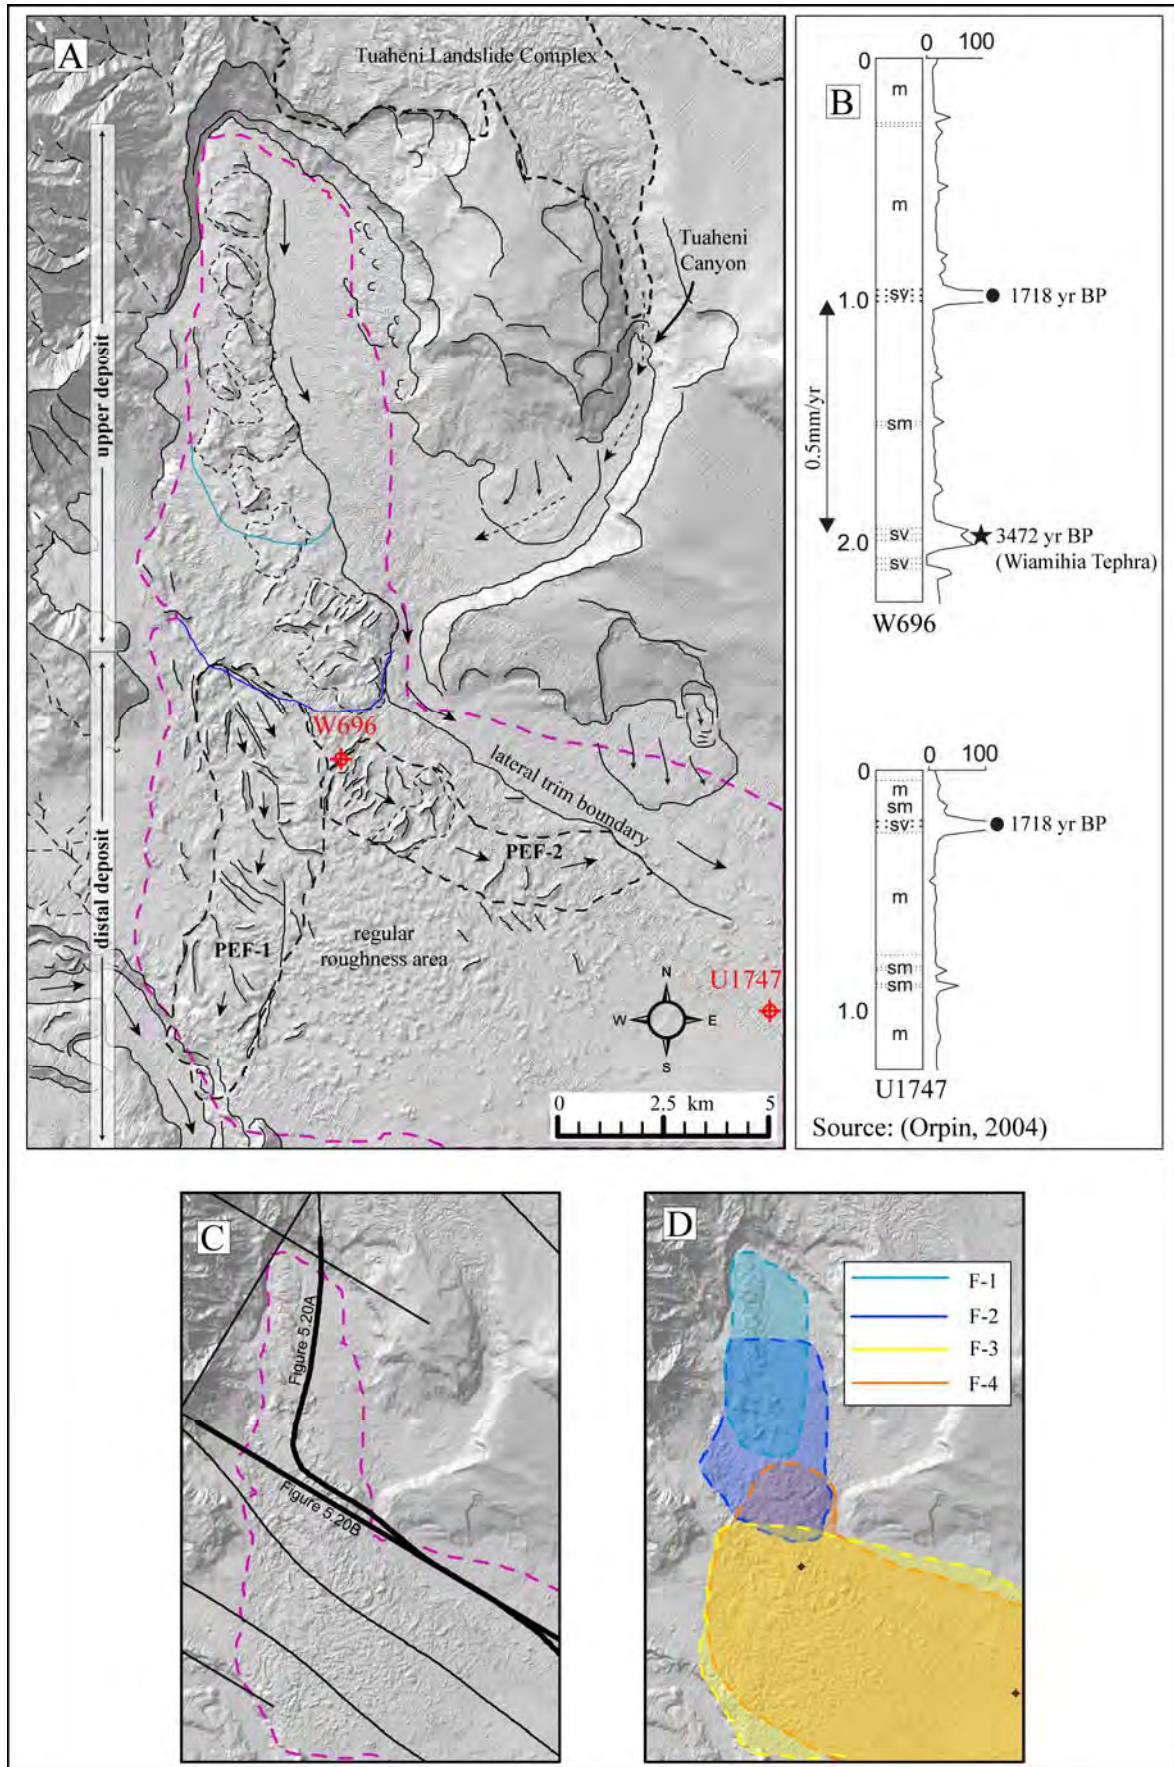 A
Tuaheni Landslide Complex
Tuaheni
Canyon
upper deposit
distal deposit
W696
lateral trim boundary
PEF-2
PEF-1
regular
roughness area
U1747
N
W
E
S
0
2.5 km
5
B
0
100
0
m
m
sv
1.0
1718 yr BP
0.5mm/yr
sm
sv
2.0
3472 yr BP
(Wiamihia Tephra)
sv
W696
0
100
0
m
sm
sv
1718 yr BP
m
sm
sm
1.0
m
U1747
Source: (Orpin, 2004)
C
Figure 5.20A
Figure 5.20B
D
F-1
F-2
F-3
F-4